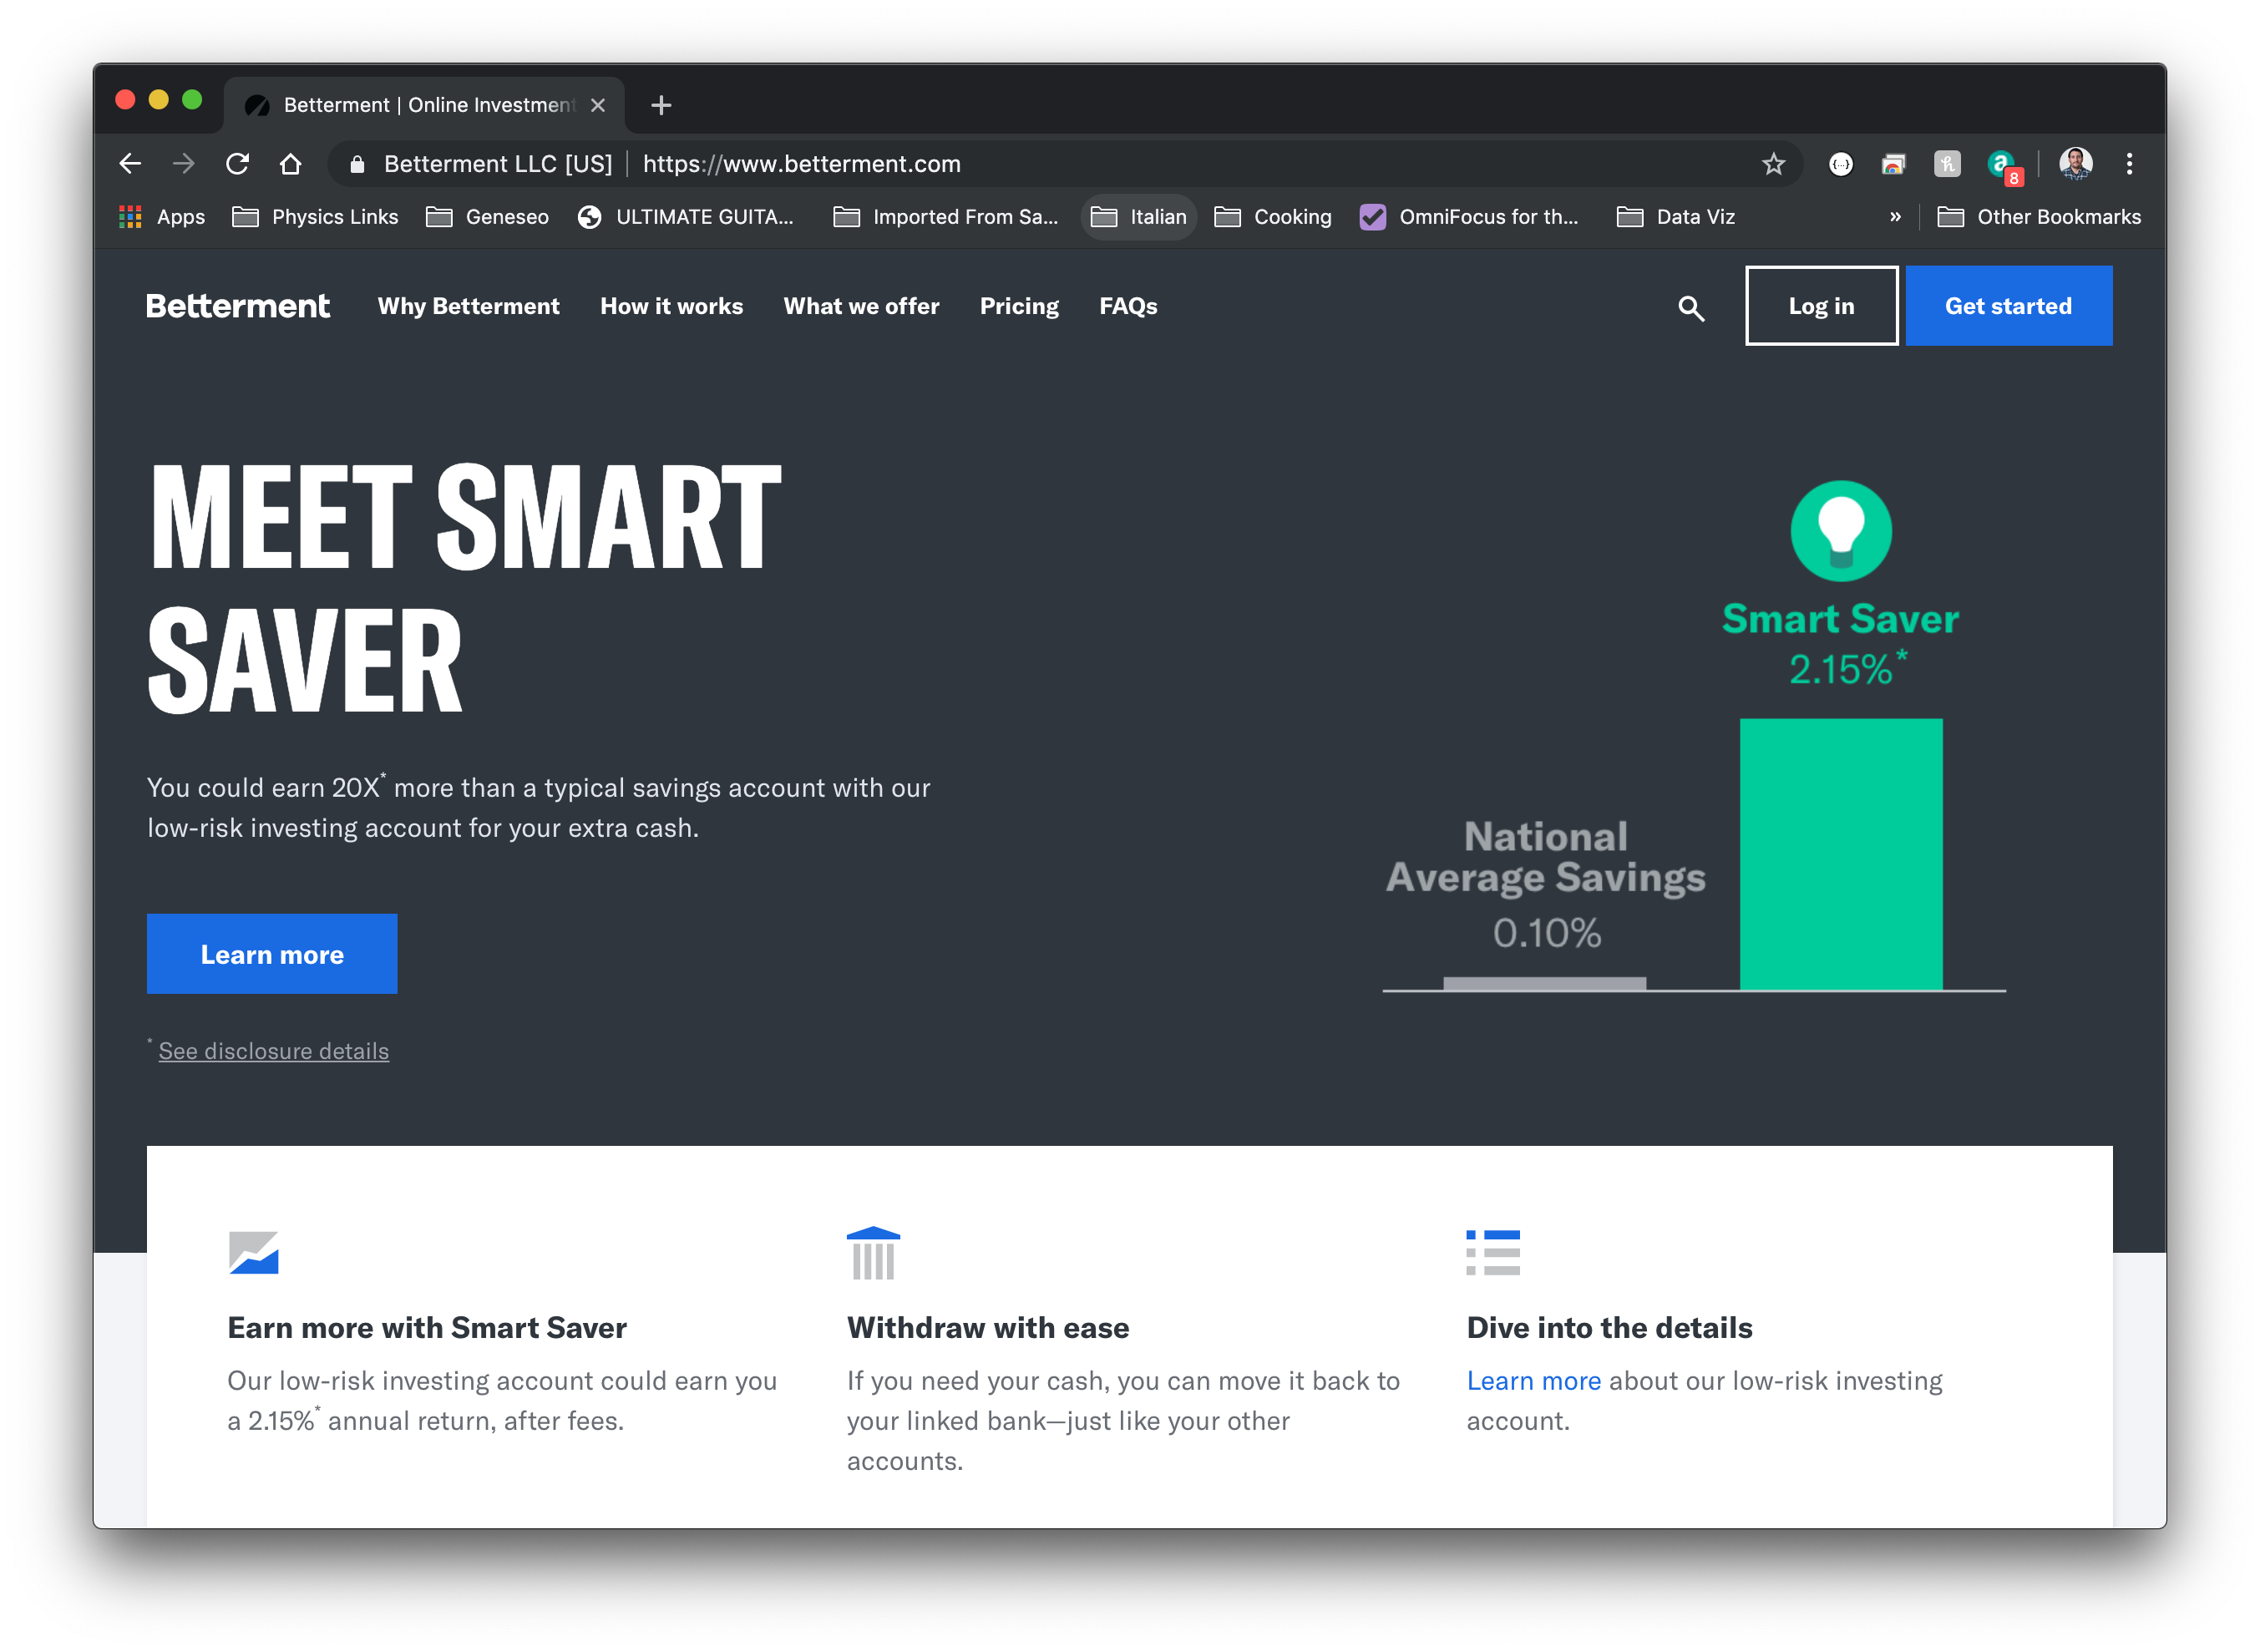 Betterment | Online Investment
Betterment LLC [US] https://www.betterment.com
8
Apps Physics Links Geneseo ULTIMATE GUITA... Imported From Sa... Italian Cooking OmniFocus for th... Data Viz » Other Bookmarks
Betterment Why Betterment How it works What we offer Pricing FAQs Log in Get started
MEET SMART
SAVER
You could earn 20X* more than a typical savings account with our
low-risk investing account for your extra cash.
Learn more
* See disclosure details
Smart Saver
2.15%*
National
Average Savings
0.10%
Earn more with Smart Saver
Our low-risk investing account could earn you
a 2.15%* annual return, after fees.
Withdraw with ease
If you need your cash, you can move it back to
your linked bank—just like your other
accounts.
Dive into the details
Learn more about our low-risk investing
account.